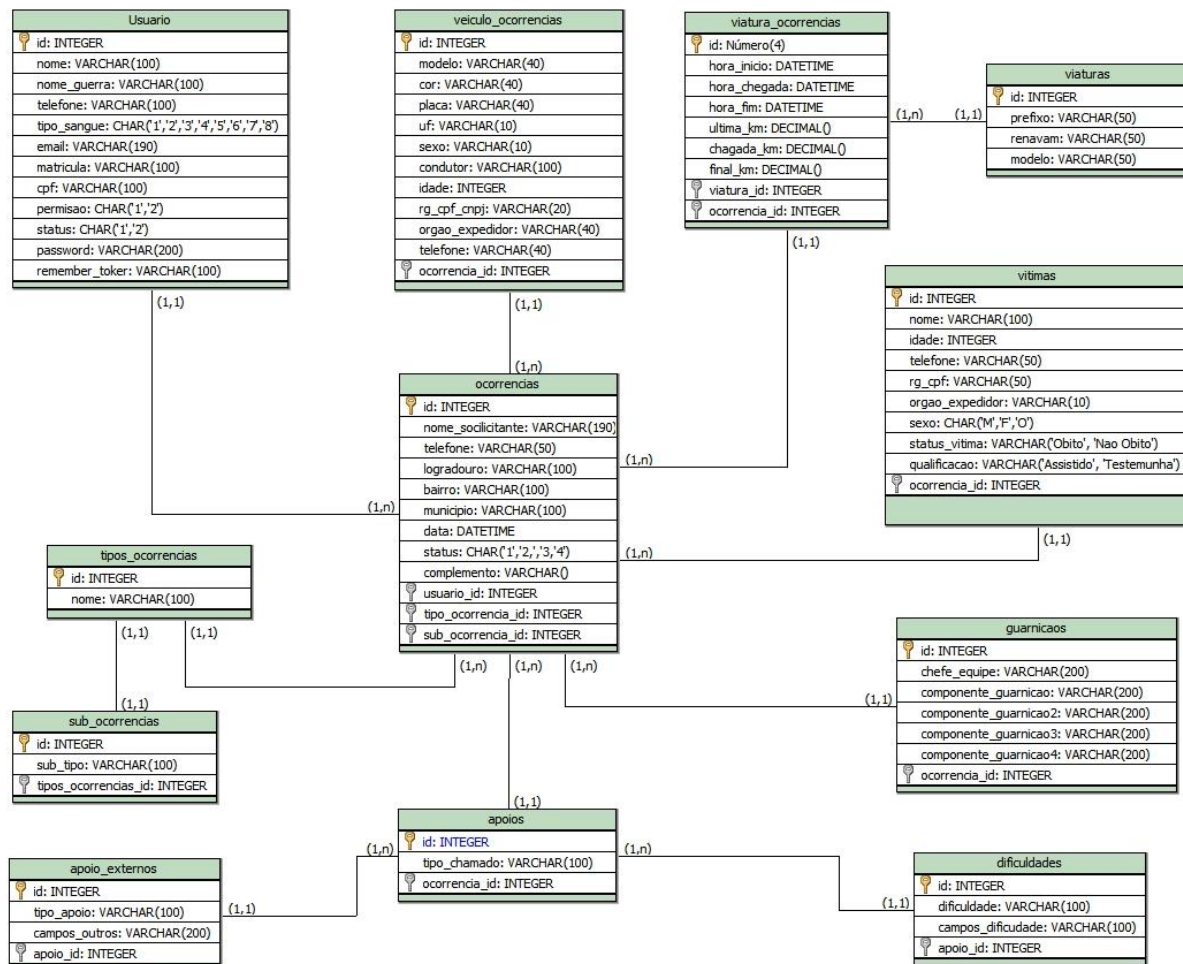 Usuario
id: INTEGER
nome: VARCHAR(100)
nome_guerra: VARCHAR(100)
telefone: VARCHAR(100)
tipo_sangue: CHAR('1','2','3','4','5','6','7','8')
email: VARCHAR(190)
matricula: VARCHAR(100)
cpf: VARCHAR(100)
permisao: CHAR('1','2')
status: CHAR('1','2')
password: VARCHAR(200)
remember_toker: VARCHAR(100)
(1,1)
veiculo_ocorrencias
id: INTEGER
modelo: VARCHAR(40)
cor: VARCHAR(40)
placa: VARCHAR(40)
uf: VARCHAR(10)
sexo: VARCHAR(10)
condutor: VARCHAR(100)
idade: INTEGER
rg_cpf_cnpj: VARCHAR(20)
orgao_expedidor: VARCHAR(40)
telefone: VARCHAR(40)
ocorrencia_id: INTEGER
(1,1)
(1,n)
viatura_ocorrencias
id: Número(4)
hora_inicio: DATETIME
hora_chegada: DATETIME
hora_fim: DATETIME
ultima_km: DECIMAL()
chagada_km: DECIMAL()
final_km: DECIMAL()
viatura_id: INTEGER
ocorrencia_id: INTEGER
(1,n)
(1,1)
(1,1)
viaturas
id: INTEGER
prefixo: VARCHAR(50)
renavam: VARCHAR(50)
modelo: VARCHAR(50)
vitimas
id: INTEGER
nome: VARCHAR(100)
idade: INTEGER
telefone: VARCHAR(50)
rg_cpf: VARCHAR(50)
orgao_expedidor: VARCHAR(10)
sexo: CHAR('M','F','O')
status_vitima: VARCHAR('Obito', 'Nao Obito')
qualificacao: VARCHAR('Assistido', 'Testemunha')
ocorrencia_id: INTEGER
(1,1)
ocorrencias
id: INTEGER
nome_socilicitante: VARCHAR(190)
telefone: VARCHAR(50)
logradouro: VARCHAR(100)
bairro: VARCHAR(100)
municipio: VARCHAR(100)
data: DATETIME
status: CHAR('1','2,','3,'4')
complemento: VARCHAR()
usuario_id: INTEGER
tipo_ocorrencia_id: INTEGER
sub_ocorrencia_id: INTEGER
(1,n)
(1,n)
(1,n)
(1,n)
(1,n)
(1,n)
tipos_ocorrencias
id: INTEGER
nome: VARCHAR(100)
(1,1)
(1,1)
(1,1)
sub_ocorrencias
id: INTEGER
sub_tipo: VARCHAR(100)
tipos_ocorrencias_id: INTEGER
guarnicaos
id: INTEGER
chefe_equipe: VARCHAR(200)
componente_guarnicao: VARCHAR(200)
componente_guarnicao2: VARCHAR(200)
componente_guarnicao3: VARCHAR(200)
componente_guarnicao4: VARCHAR(200)
ocorrencia_id: INTEGER
(1,1)
(1,1)
apoios
id: INTEGER
tipo_chamado: VARCHAR(100)
ocorrencia_id: INTEGER
(1,n)
(1,n)
apoio_externos
id: INTEGER
tipo_apoio: VARCHAR(100)
campos_outros: VARCHAR(200)
apoio_id: INTEGER
(1,1)
dificuldades
id: INTEGER
dificuldade: VARCHAR(100)
campos_dificudade: VARCHAR(100)
apoio_id: INTEGER
(1,1)